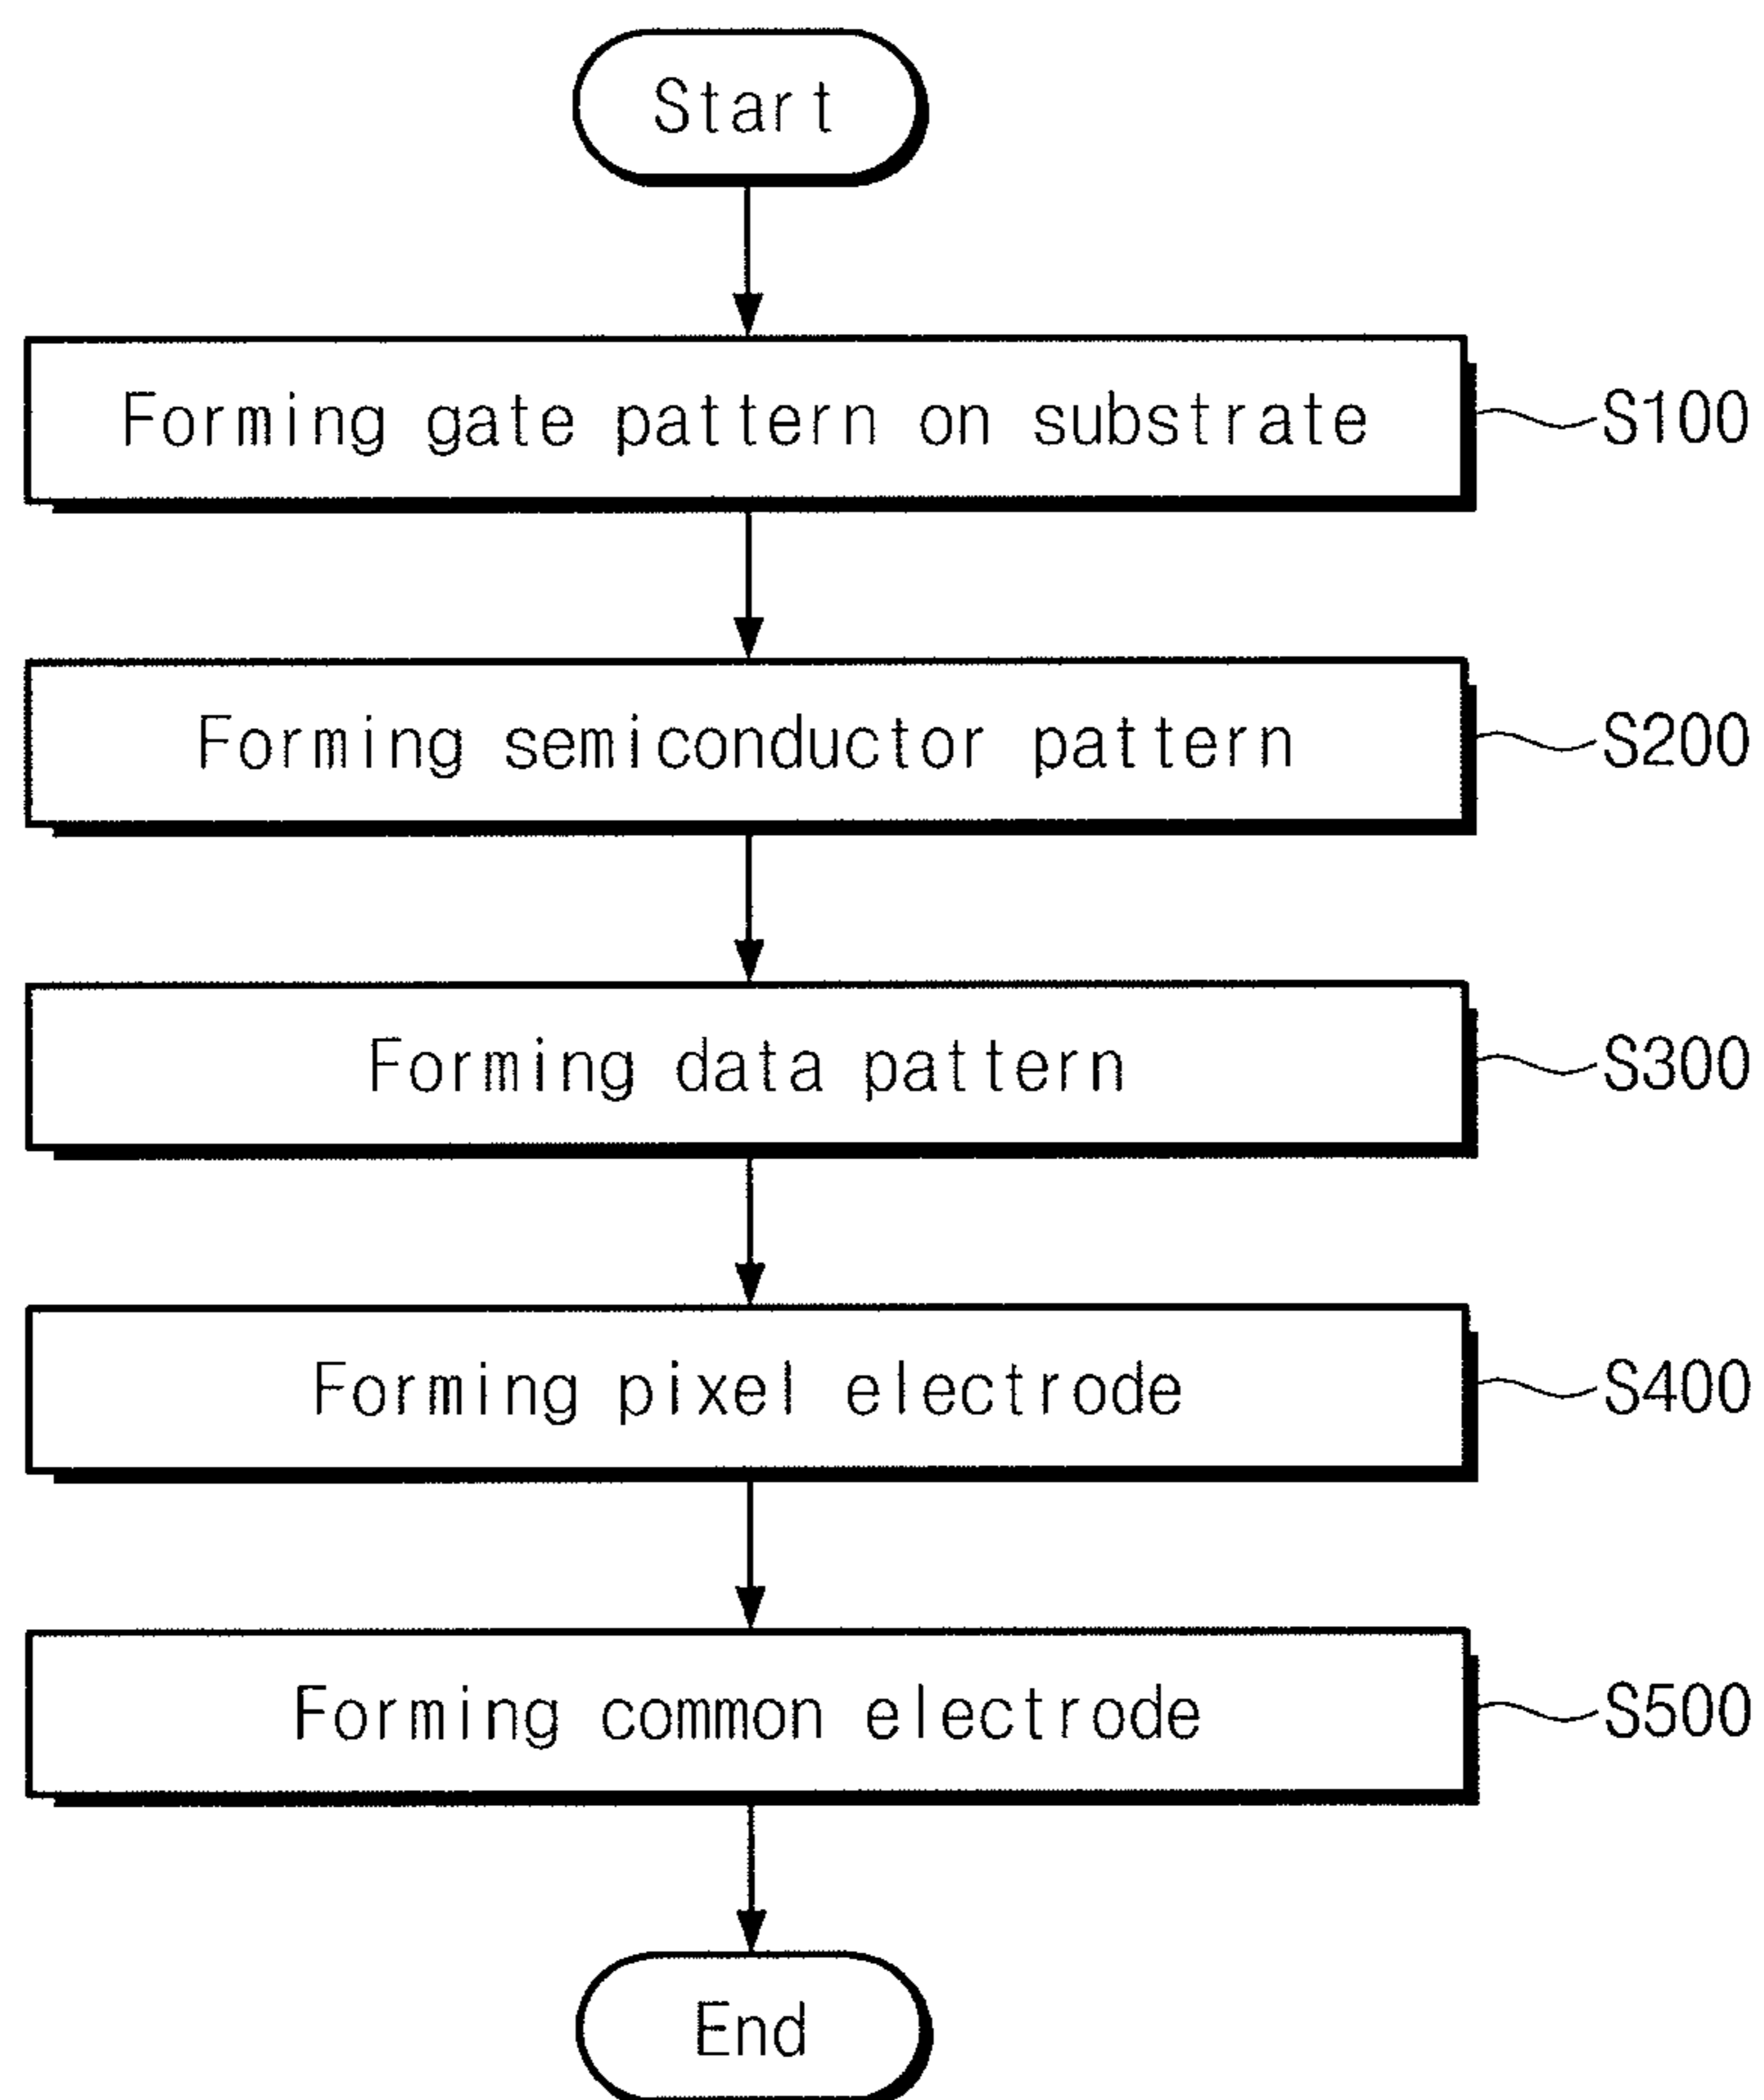 Start
Forming gate pattern on substrate S100
Forming semiconductor pattern S200
Forming data pattern S300
Forming pixel electrode S400
Forming common electrode S500
End